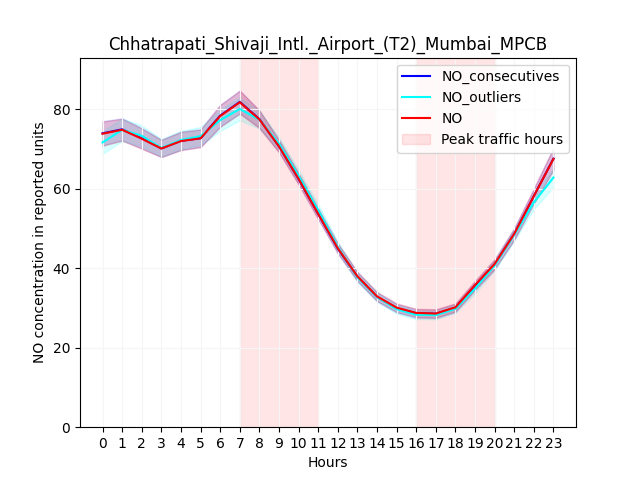 Chhatrapati_Shivaji_Intl._Airport_(T2)_Mumbai_MPCB
NO_consecutives
NO_outliers
NO
Peak traffic hours
NO concentration in reported units
80
60
40
20
0
0 1 2 3 4 5 6 7 8 9 10 11 12 13 14 15 16 17 18 19 20 21 22 23
Hours